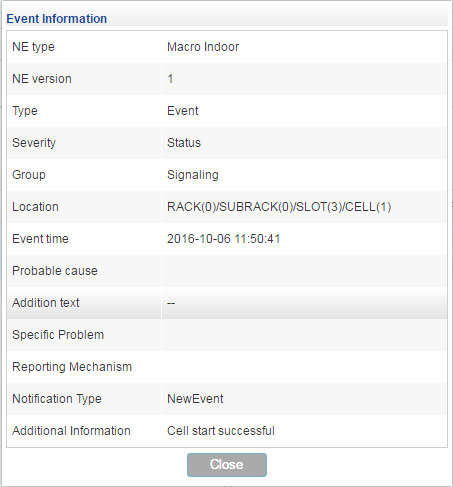 Event Information
NE type Macro Indoor
NE version 1
Type Event
Severity Status
Group Signaling
Location RACK(0)/SUBRACK(0)/SLOT(3)/CELL(1)
Event time 2016-10-06 11:50:41
Probable cause
Addition text --
Specific Problem
Reporting Mechanism
Notification Type NewEvent
Additional Information Cell start successful
Close